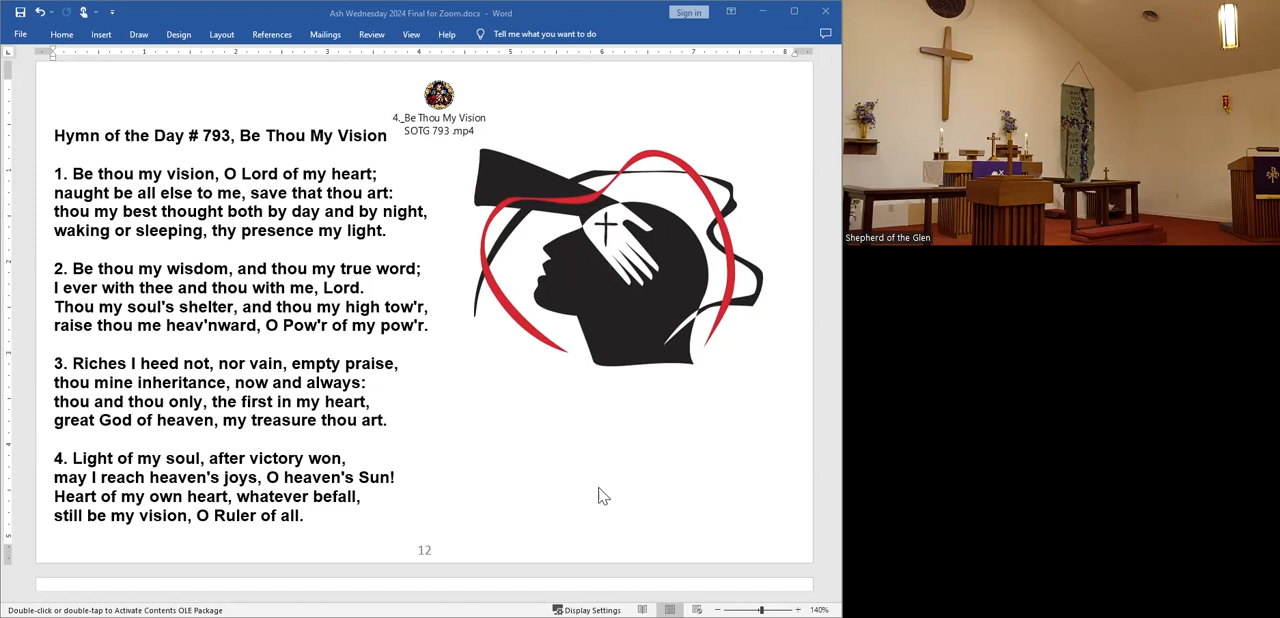 Ash Wednesday 2024 Final for Zoom.docx - Word
Sign in
File Home Insert Draw Design Layout References Mailings Review View Help Tell me what you want to do
1 2 3 4 5 6 7 8
4._Be Thou My Vision
SOTG 793 .mp4
Hymn of the Day # 793, Be Thou My Vision
1. Be thou my vision, O Lord of my heart;
naught be all else to me, save that thou art:
thou my best thought both by day and by night,
waking or sleeping, thy presence my light.
2. Be thou my wisdom, and thou my true word;
I ever with thee and thou with me, Lord.
Thou my soul's shelter, and thou my high tow'r,
raise thou me heav'nward, O Pow'r of my pow'r.
3. Riches I heed not, nor vain, empty praise,
thou mine inheritance, now and always:
thou and thou only, the first in my heart,
great God of heaven, my treasure thou art.
4. Light of my soul, after victory won,
may I reach heaven's joys, O heaven's Sun!
Heart of my own heart, whatever befall,
still be my vision, O Ruler of all.
12
Double-click or double-tap to Activate Contents OLE Package
Display Settings
140%
Shepherd of the Glen